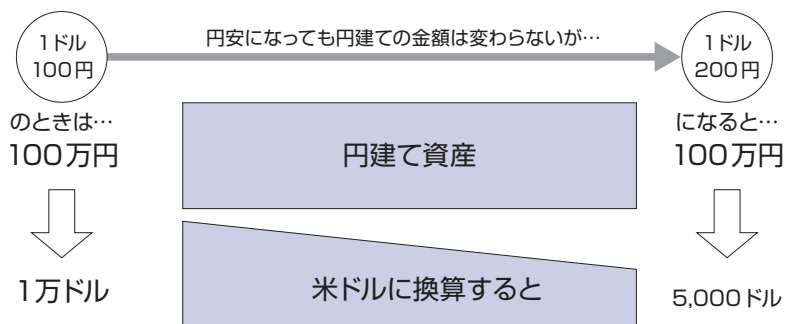 1ドル
100円
円安になっても円建ての金額は変わらないが…
1ドル
200円
のときは…
100万円
円建て資産
になると…
100万円
1万ドル
米ドルに換算すると
5,000ドル